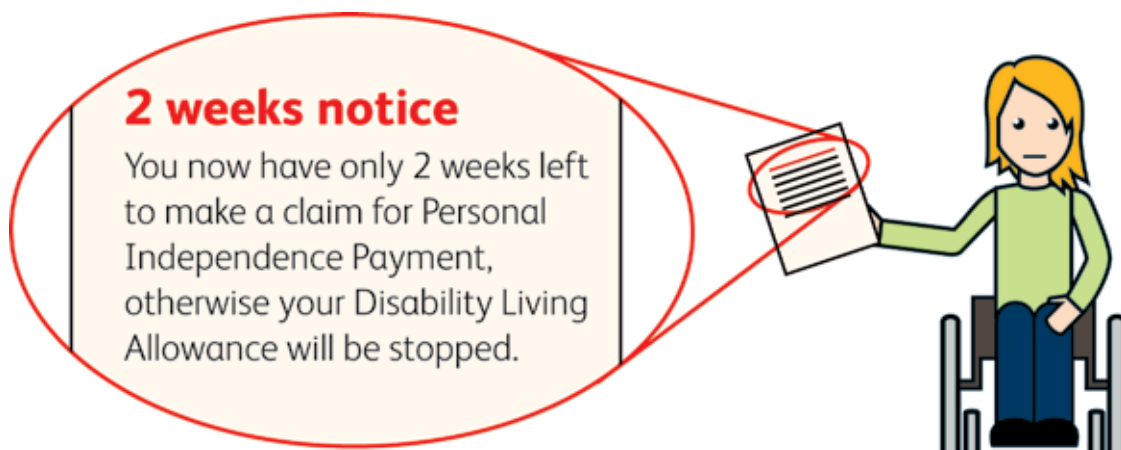 2 weeks notice
You now have only 2 weeks left
to make a claim for Personal
Independence Payment,
otherwise your Disability Living
Allowance will be stopped.